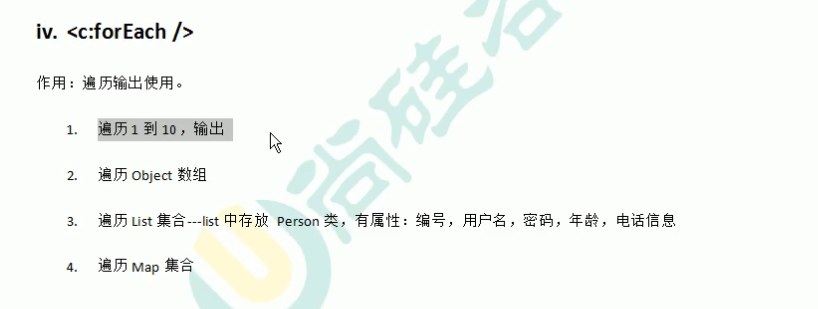 iv. <c:forEach />
作用：遍历输出使用。
1. 遍历 1 到 10，输出
2. 遍历 Object 数组
3. 遍历 List 集合---list 中存放 Person 类，有属性：编号，用户名，密码，年龄，电话信息
4. 遍历 Map 集合
尚硅谷